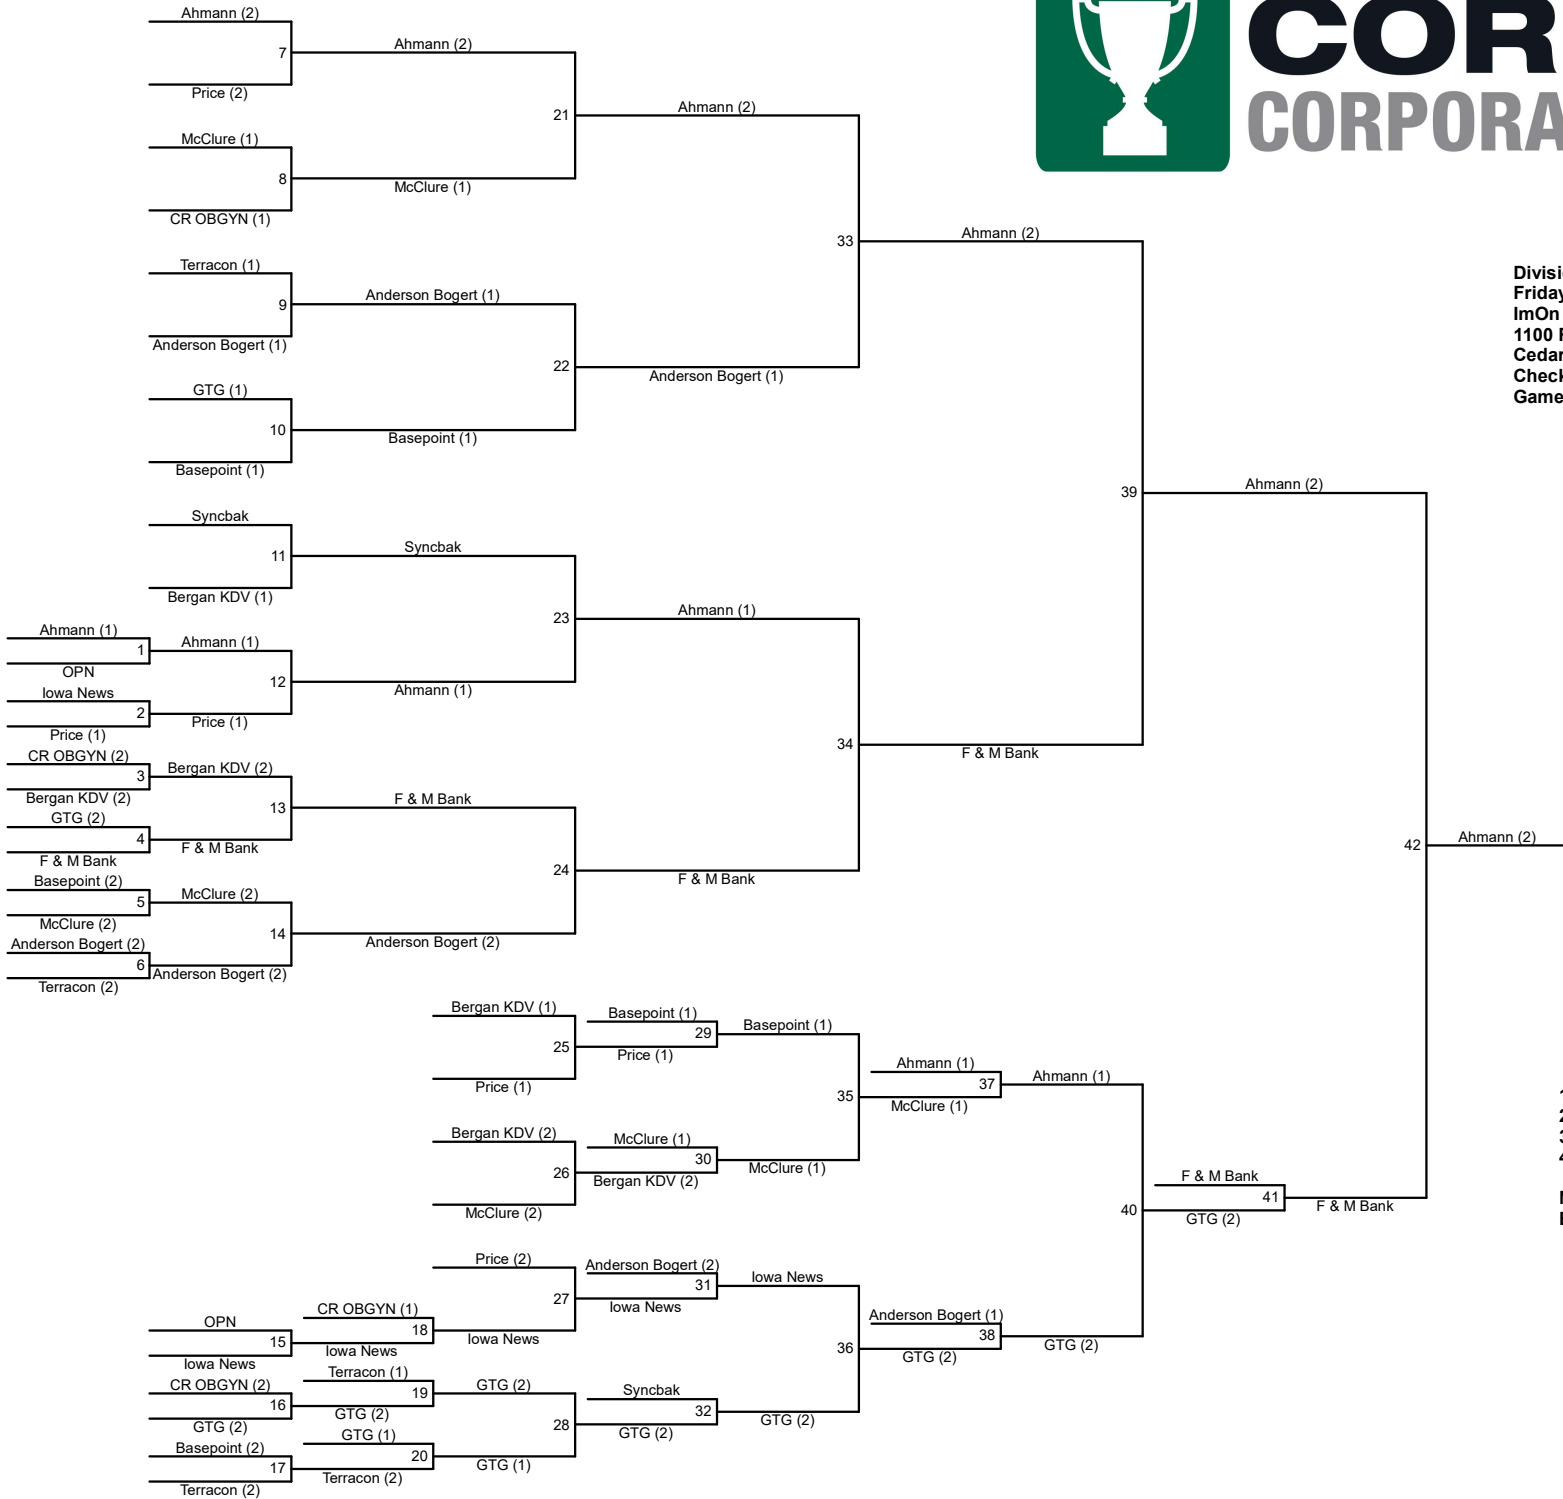 COR
CORPORA
Divisi
Friday
ImOn
1100
Cedar
Check
Game
Ahmann (2)
7
Price (2)
Ahmann (2)
McClure (1)
8
CR OBGYN (1)
McClure (1)
21
Ahmann (2)
Terracon (1)
9
Anderson Bogert (1)
Anderson Bogert (1)
GTG (1)
10
Basepoint (1)
Basepoint (1)
22
Anderson Bogert (1)
33
Ahmann (2)
Syncbak
11
Bergan KDV (1)
Syncbak
Ahmann (1)
1
OPN
Ahmann (1)
Iowa News
2
Price (1)
Price (1)
12
Ahmann (1)
23
Ahmann (1)
CR OBGYN (2)
3
Bergan KDV (2)
Bergan KDV (2)
GTG (2)
4
F & M Bank
F & M Bank
13
F & M Bank
Basepoint (2)
5
McClure (2)
McClure (2)
Anderson Bogert (2)
6
Terracon (2)
Anderson Bogert (2)
14
Anderson Bogert (2)
24
F & M Bank
34
F & M Bank
39
Ahmann (2)
42
Ahmann (2)
Bergan KDV (1)
25
Price (1)
Basepoint (1)
29
Price (1)
Basepoint (1)
Bergan KDV (2)
26
McClure (2)
McClure (1)
30
Bergan KDV (2)
McClure (1)
35
Ahmann (1)
37
McClure (1)
Ahmann (1)
OPN
15
Iowa News
CR OBGYN (1)
18
Iowa News
Price (2)
27
Iowa News
Anderson Bogert (2)
31
Iowa News
Iowa News
CR OBGYN (2)
16
GTG (2)
Terracon (1)
19
GTG (2)
GTG (2)
Basepoint (2)
17
Terracon (2)
GTG (1)
20
Terracon (2)
GTG (1)
28
Syncbak
32
GTG (2)
GTG (2)
36
Anderson Bogert (1)
38
GTG (2)
GTG (2)
40
F & M Bank
41
GTG (2)
F & M Bank